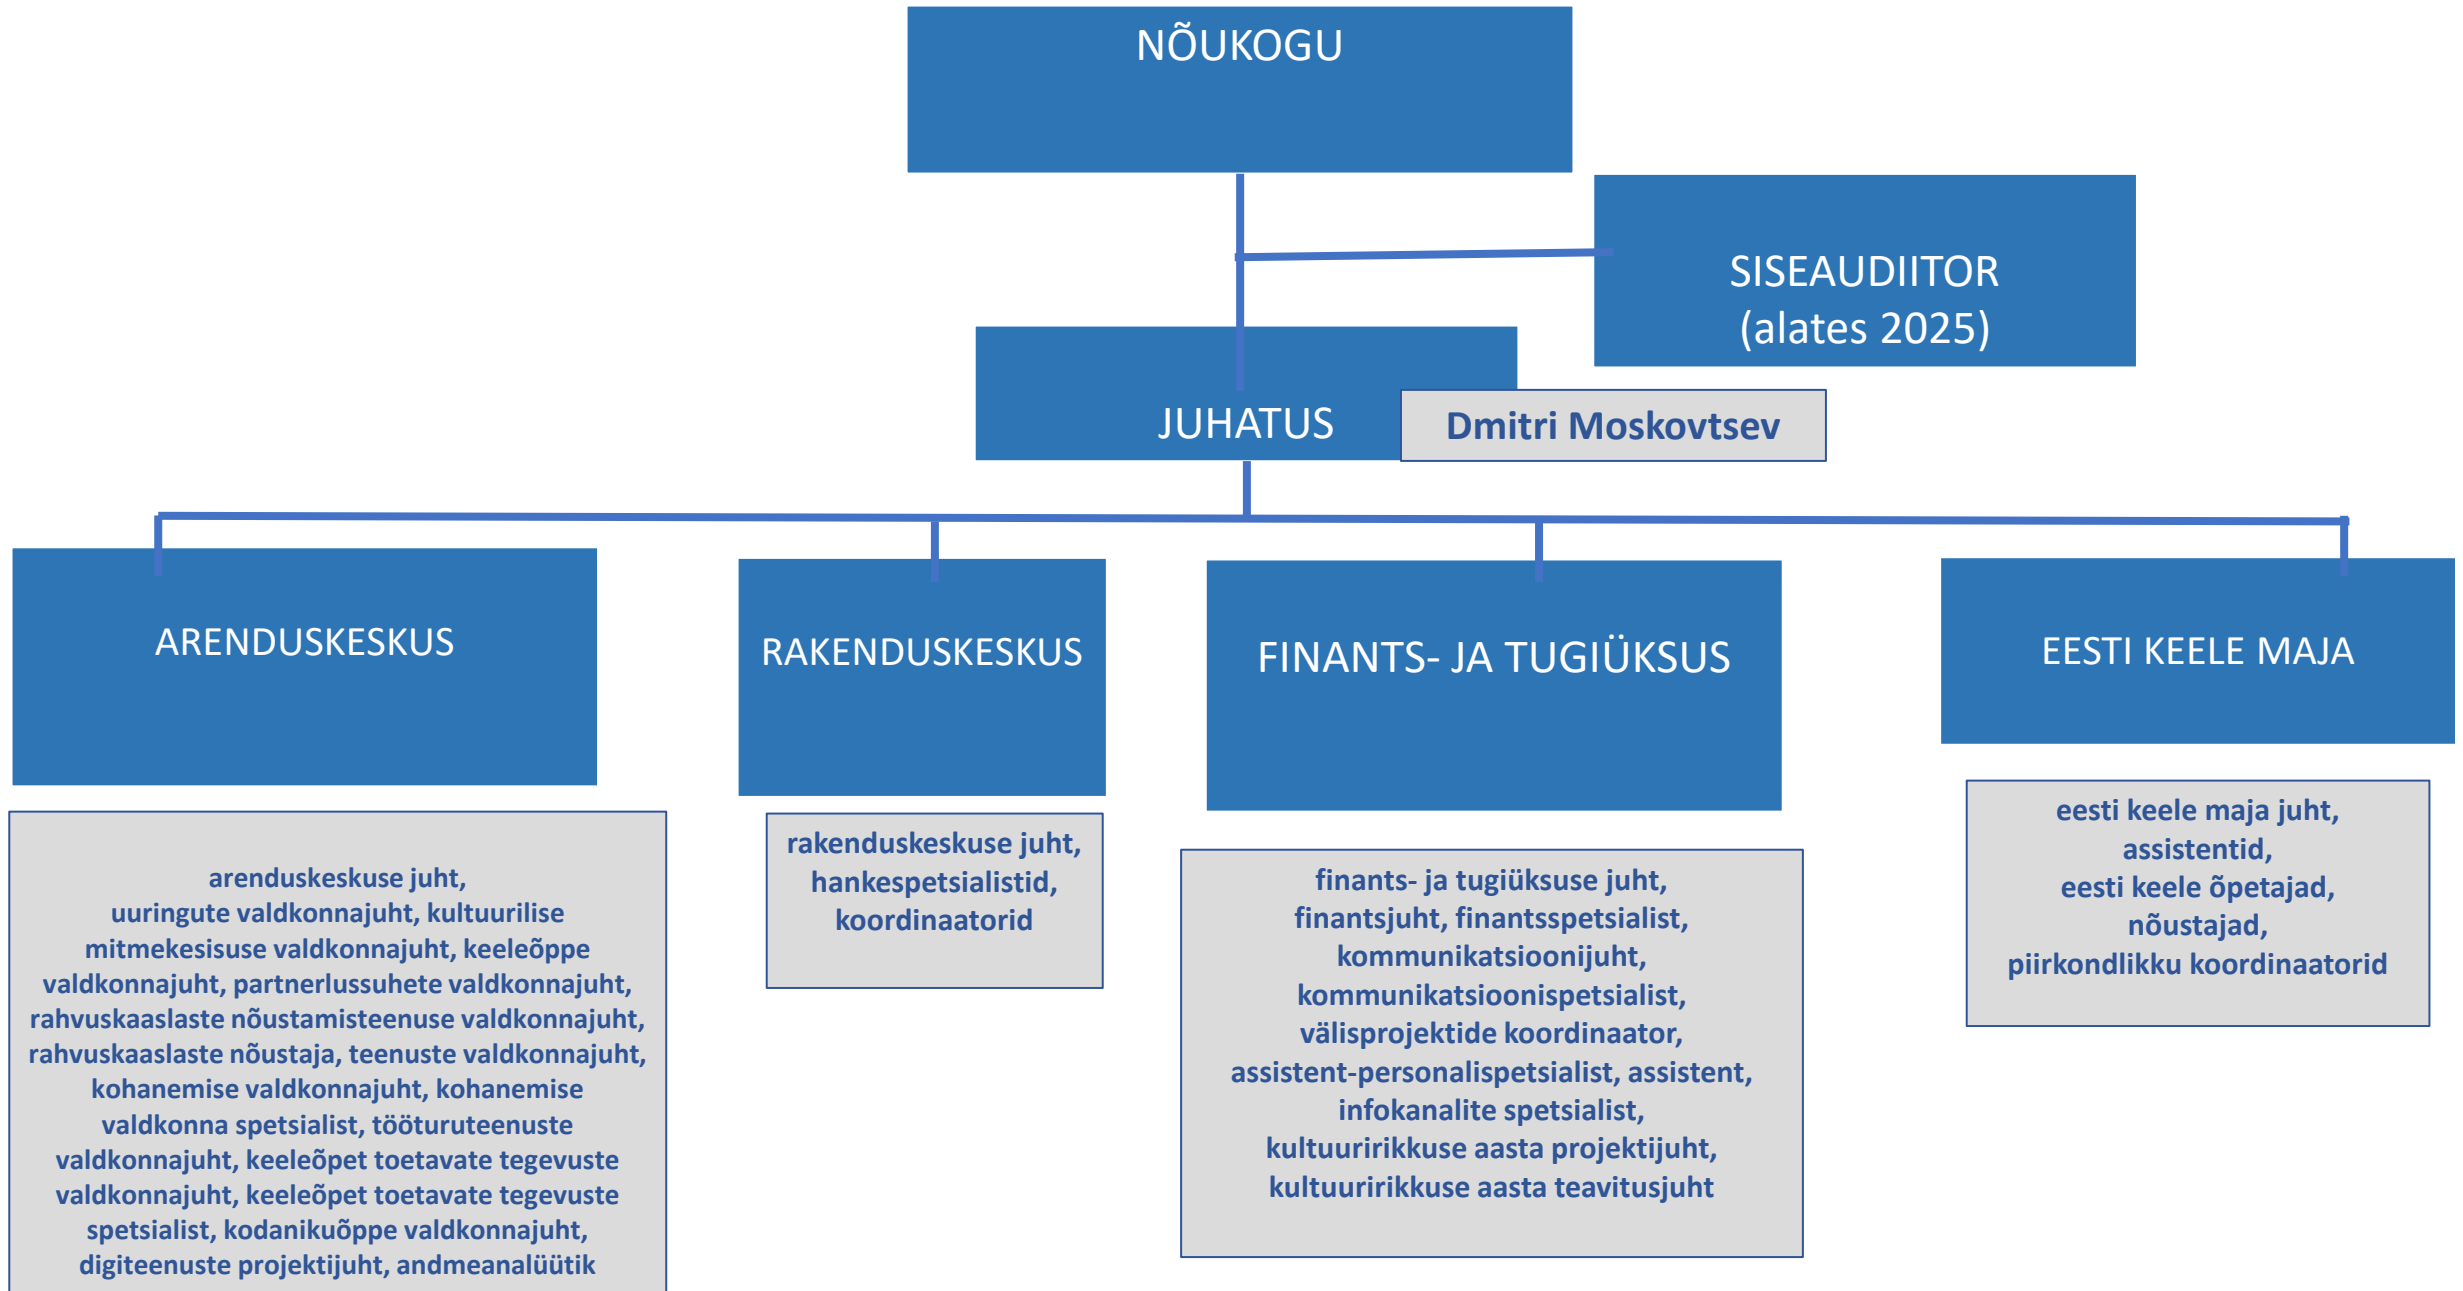 NÕUKOGU
SISEAUDIITOR
(alates 2025)
JUHATUS
Dmitri Moskovtsev
ARENDUSKESKUS
RAKENDUSKESKUS
FINANTS- JA TUGIÜKSUS
EESTI KEELE MAJA
arenduskeskuse juht,
uuringute valdkonnajuht, kultuurilise
mitmekesisuse valdkonnajuht, keeleõppe
valdkonnajuht, partnerlussuhete valdkonnajuht,
rahvuskaaslaste nõustamisteenuse valdkonnajuht,
rahvuskaaslaste nõustaja, teenuste valdkonnajuht,
kohanemise valdkonnajuht, kohanemise
valdkonna spetsialist, tööturuteenuste
valdkonnajuht, keeleõpet toetavate tegevuste
valdkonnajuht, keeleõpet toetavate tegevuste
spetsialist, kodanikuõppe valdkonnajuht,
digiteenuste projektijuht, andmeanalüütik
rakenduskeskuse juht,
hankespetsialistid,
koordinaatorid
finants- ja tugiüksuse juht,
finantsjuht, finantsspetsialist,
kommunikatsioonijuht,
kommunikatsioonispetsialist,
välisprojektide koordinaator,
assistent-personalispetsialist, assistent,
infokanalite spetsialist,
kultuuririkkuse aasta projektijuht,
kultuuririkkuse aasta teavitusjuht
eesti keele maja juht,
assistentid,
eesti keele õpetajad,
nõustajad,
piirkondlikku koordinaatorid